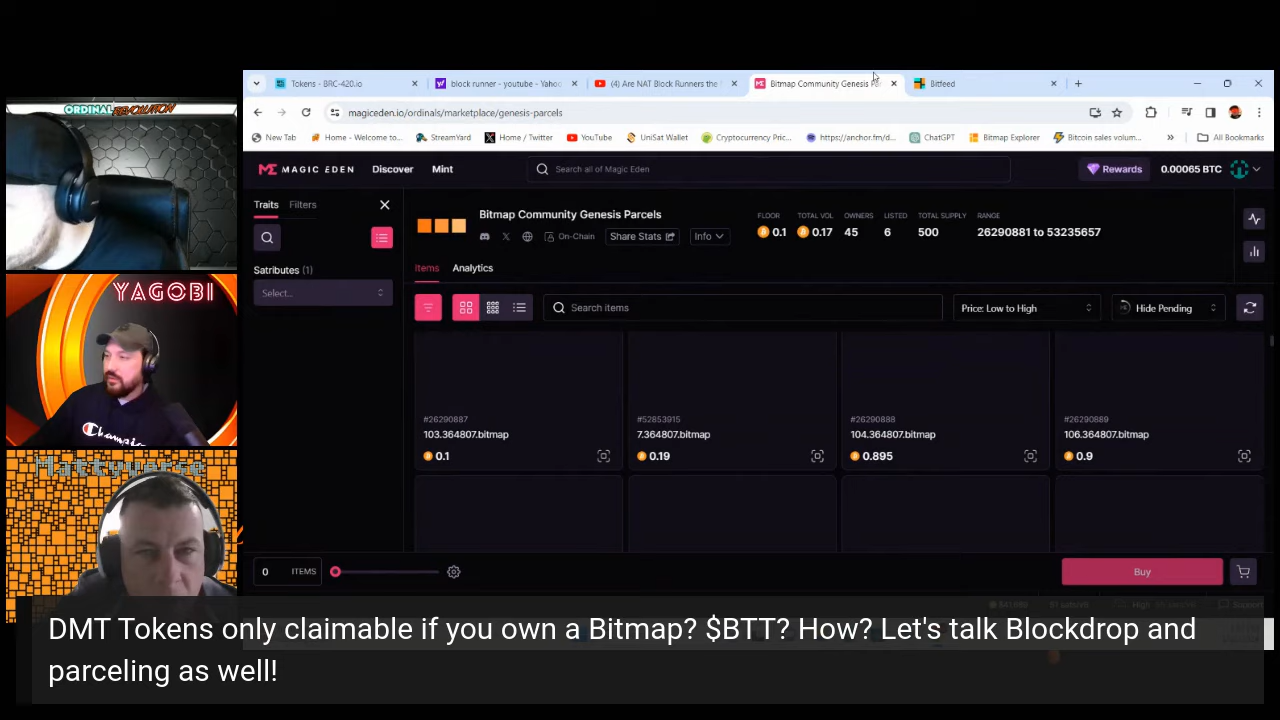 Tokens - BRC-420.io
block runner - youtube - Yahoo
(4) Are NAT Block Runners the
Bitmap Community Genesis Pa
Bitfeed
magiceden.io/ordinals/marketplace/genesis-parcels
New Tab
Home - Welcome to...
StreamYard
Home / Twitter
YouTube
UniSat Wallet
Cryptocurrency Pric...
https://anchor.fm/d...
ChatGPT
Bitmap Explorer
Bitcoin sales volum...
»
All Bookmarks
ORDINAL REVOLUTION
ME MAGIC EDEN
Discover
Mint
Search all of Magic Eden
Rewards
0.00065 BTC
Traits
Filters
Satributes (1)
Select...
Bitmap Community Genesis Parcels
On-Chain
Share Stats
Info
FLOOR
0.1
TOTAL VOL
0.17
OWNERS
45
LISTED
6
TOTAL SUPPLY
500
RANGE
26290881 to 53235657
Items
Analytics
Search items
Price: Low to High
Hide Pending
#26290887
103.364807.bitmap
0.1
#52853915
7.364807.bitmap
0.19
#26290888
104.364807.bitmap
0.895
#26290889
106.364807.bitmap
0.9
0 ITEMS
Buy
YAGOBI
Champion
Mattyverse
DMT Tokens only claimable if you own a Bitmap? $BTT? How? Let's talk Blockdrop and
parceling as well!